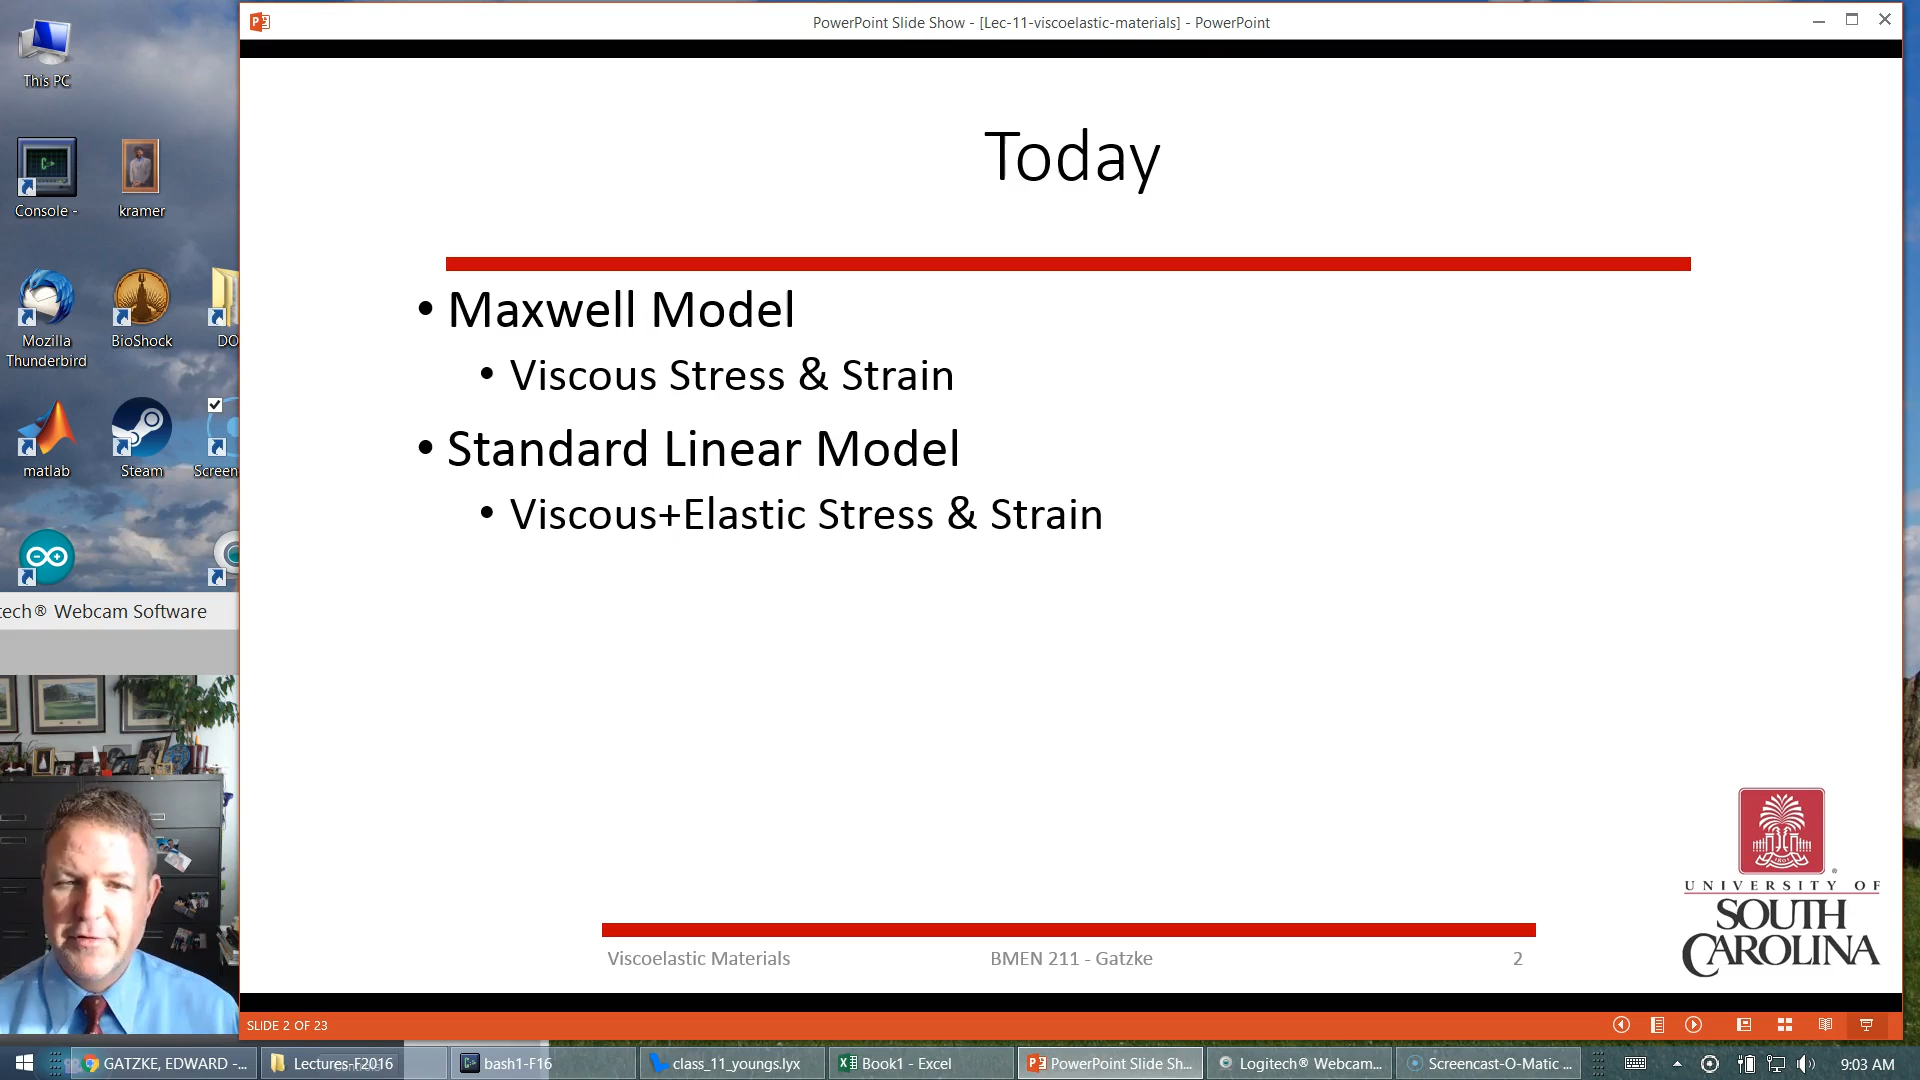 PowerPoint Slide Show - [Lec-11-viscoelastic-materials] - PowerPoint
This PC
Console -
kramer
Mozilla
Thunderbird
BioShock
DO
matlab
Steam
Screen
tech® Webcam Software
Today
• Maxwell Model
• Viscous Stress & Strain
• Standard Linear Model
• Viscous+Elastic Stress & Strain
UNIVERSITY OF
SOUTH
CAROLINA
Viscoelastic Materials
BMEN 211 - Gatzke
2
SLIDE 2 OF 23
GATZKE, EDWARD -...
Lectures-F2016
bash1-F16
class_11_youngs.lyx
Book1 - Excel
PowerPoint Slide Sh...
Logitech® Webcam...
Screencast-O-Matic ...
9:03 AM